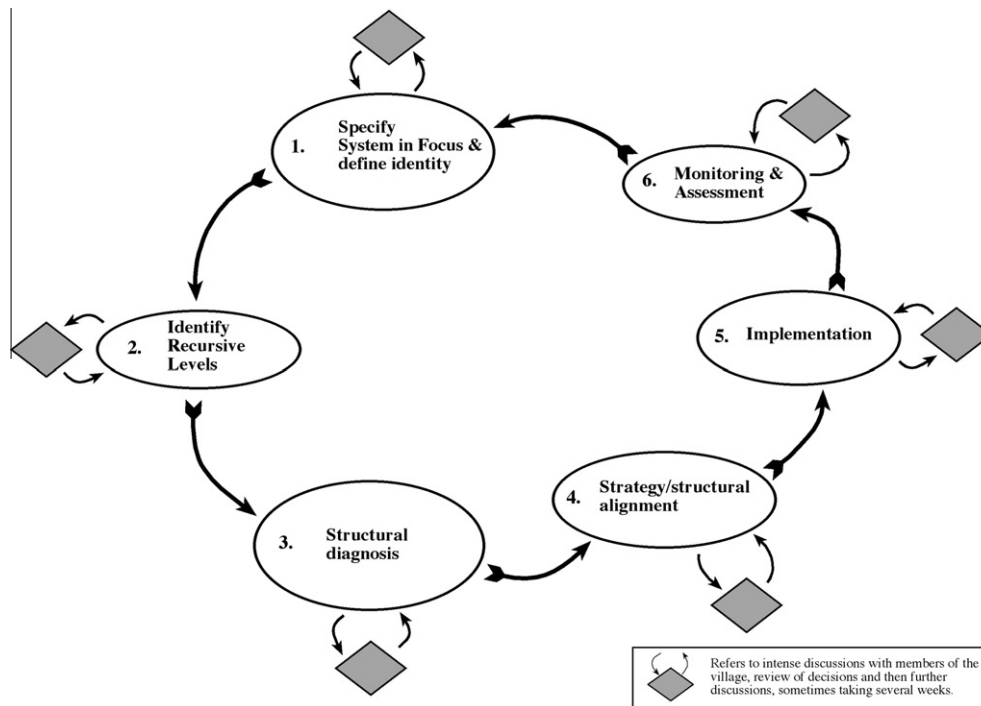 1. Specify
System in Focus &
define identity
6. Monitoring &
Assessment
2. Identify
Recursive
Levels
5. Implementation
4. Strategy/structural
alignment
3. Structural
diagnosis
Refers to intense discussions with members of the
village, review of decisions and then further
discussions, sometimes taking several weeks.